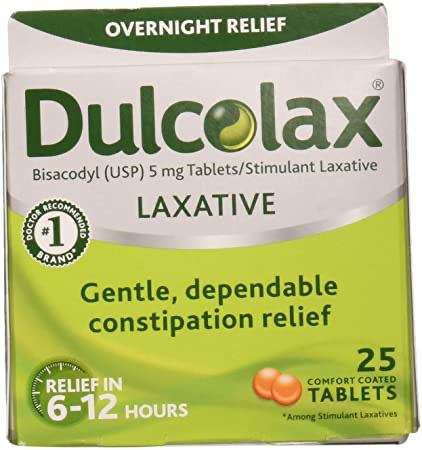 OVERNIGHT RELIEF
Dulcolax®
Bisacodyl (USP) 5 mg Tablets/Stimulant Laxative
LAXATIVE
DOCTOR RECOMMENDED
#1
BRAND*
Gentle, dependable
constipation relief
RELIEF IN
6-12 HOURS
25
COMFORT COATED
TABLETS
*Among Stimulant Laxatives